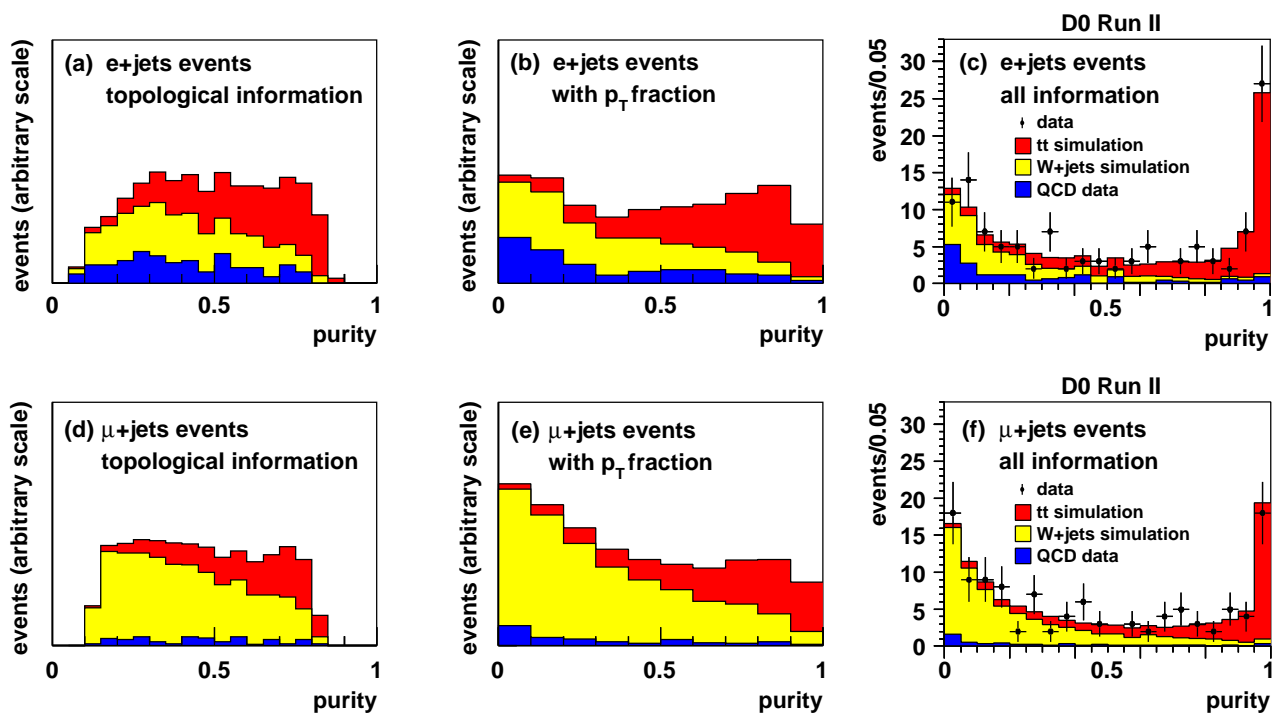 D0 Run II
events (arbitrary scale)
(a) e+jets events
topological information
0 0.5 1
purity
events (arbitrary scale)
(b) e+jets events
with pT fraction
0 0.5 1
purity
events/0.05
30
25
20
15
10
5
0
(c) e+jets events
all information
data
tt simulation
W+jets simulation
QCD data
0 0.5 1
purity
D0 Run II
events (arbitrary scale)
(d) μ+jets events
topological information
0 0.5 1
purity
events (arbitrary scale)
(e) μ+jets events
with pT fraction
0 0.5 1
purity
events/0.05
30
25
20
15
10
5
0
(f) μ+jets events
all information
data
tt simulation
W+jets simulation
QCD data
0 0.5 1
purity